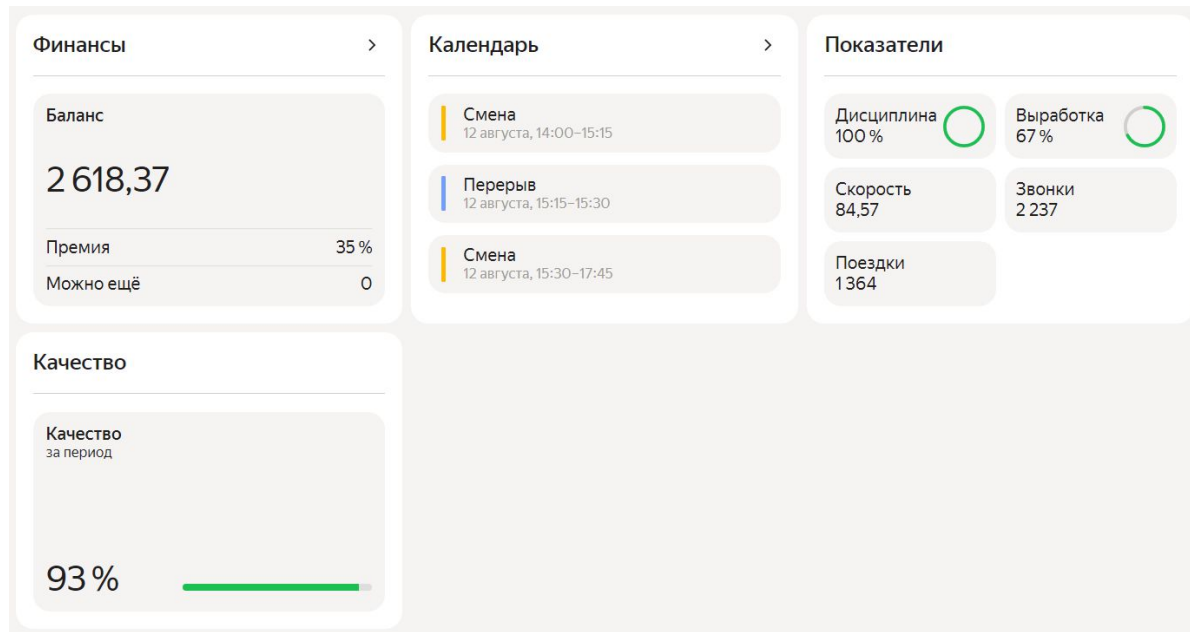 Финансы
Баланс
2 618,37
Премия 35 %
Можно ещё 0
Календарь
Смена
12 августа, 14:00–15:15
Перерыв
12 августа, 15:15–15:30
Смена
12 августа, 15:30–17:45
Показатели
Дисциплина
100 %
Выработка
67 %
Скорость
84,57
Звонки
2 237
Поездки
1 364
Качество
Качество
за период
93 %